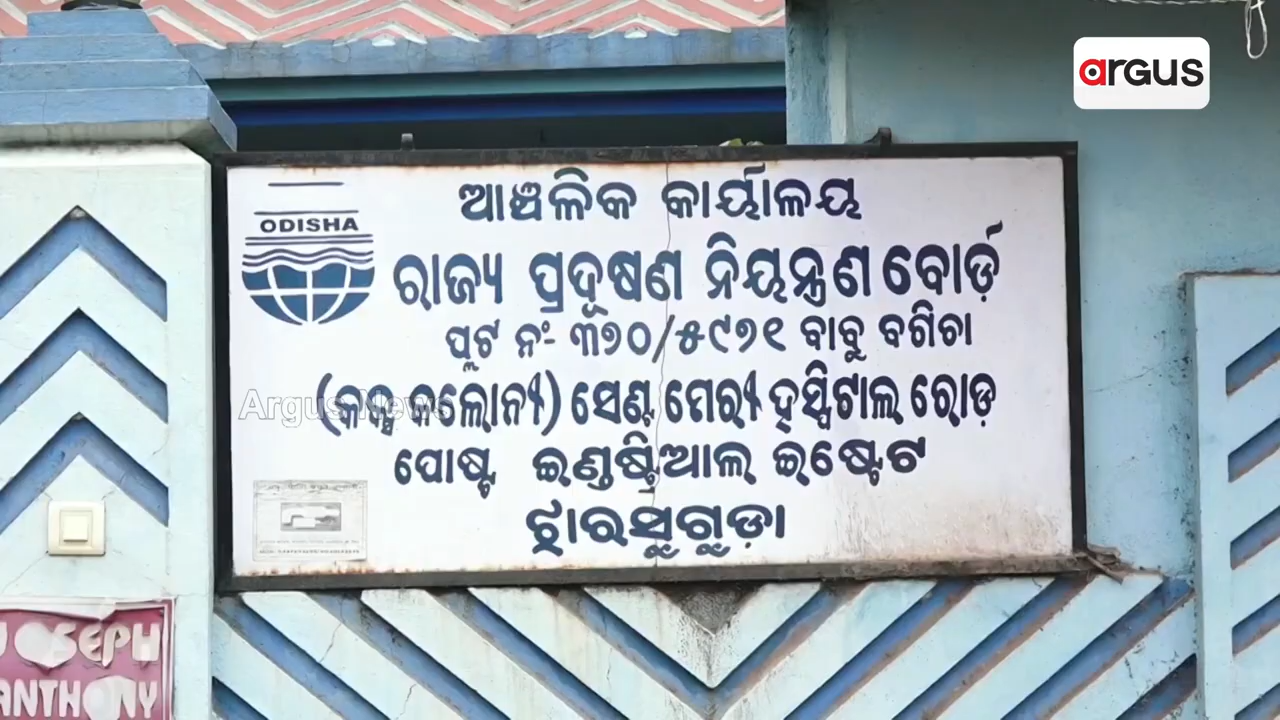 argus
ODISHA
ଆଞ୍ଚଳିକ କାର୍ଯ୍ୟାଳୟ
ରାଜ୍ୟ ପ୍ରଦୂଷଣ ନିୟନ୍ତ୍ରଣ ବୋର୍ଡ଼
ପ୍ଲଟ ନଂ- ୩୭୦/୫୯୭୧ ବାବୁ ବଗିଚା
କଲୋନୀ) ସେଣ୍ଟ ମେରୀ ହସ୍ପିଟାଲ୍ ରୋଡ଼
Argus News
ପୋଷ୍ଟ ଇଣ୍ଡଷ୍ଟ୍ରିଆଲ୍ ଇଷ୍ଟେଟ
ଝାରସୁଗୁଡ଼ା
JOSEPH
ANTHONY